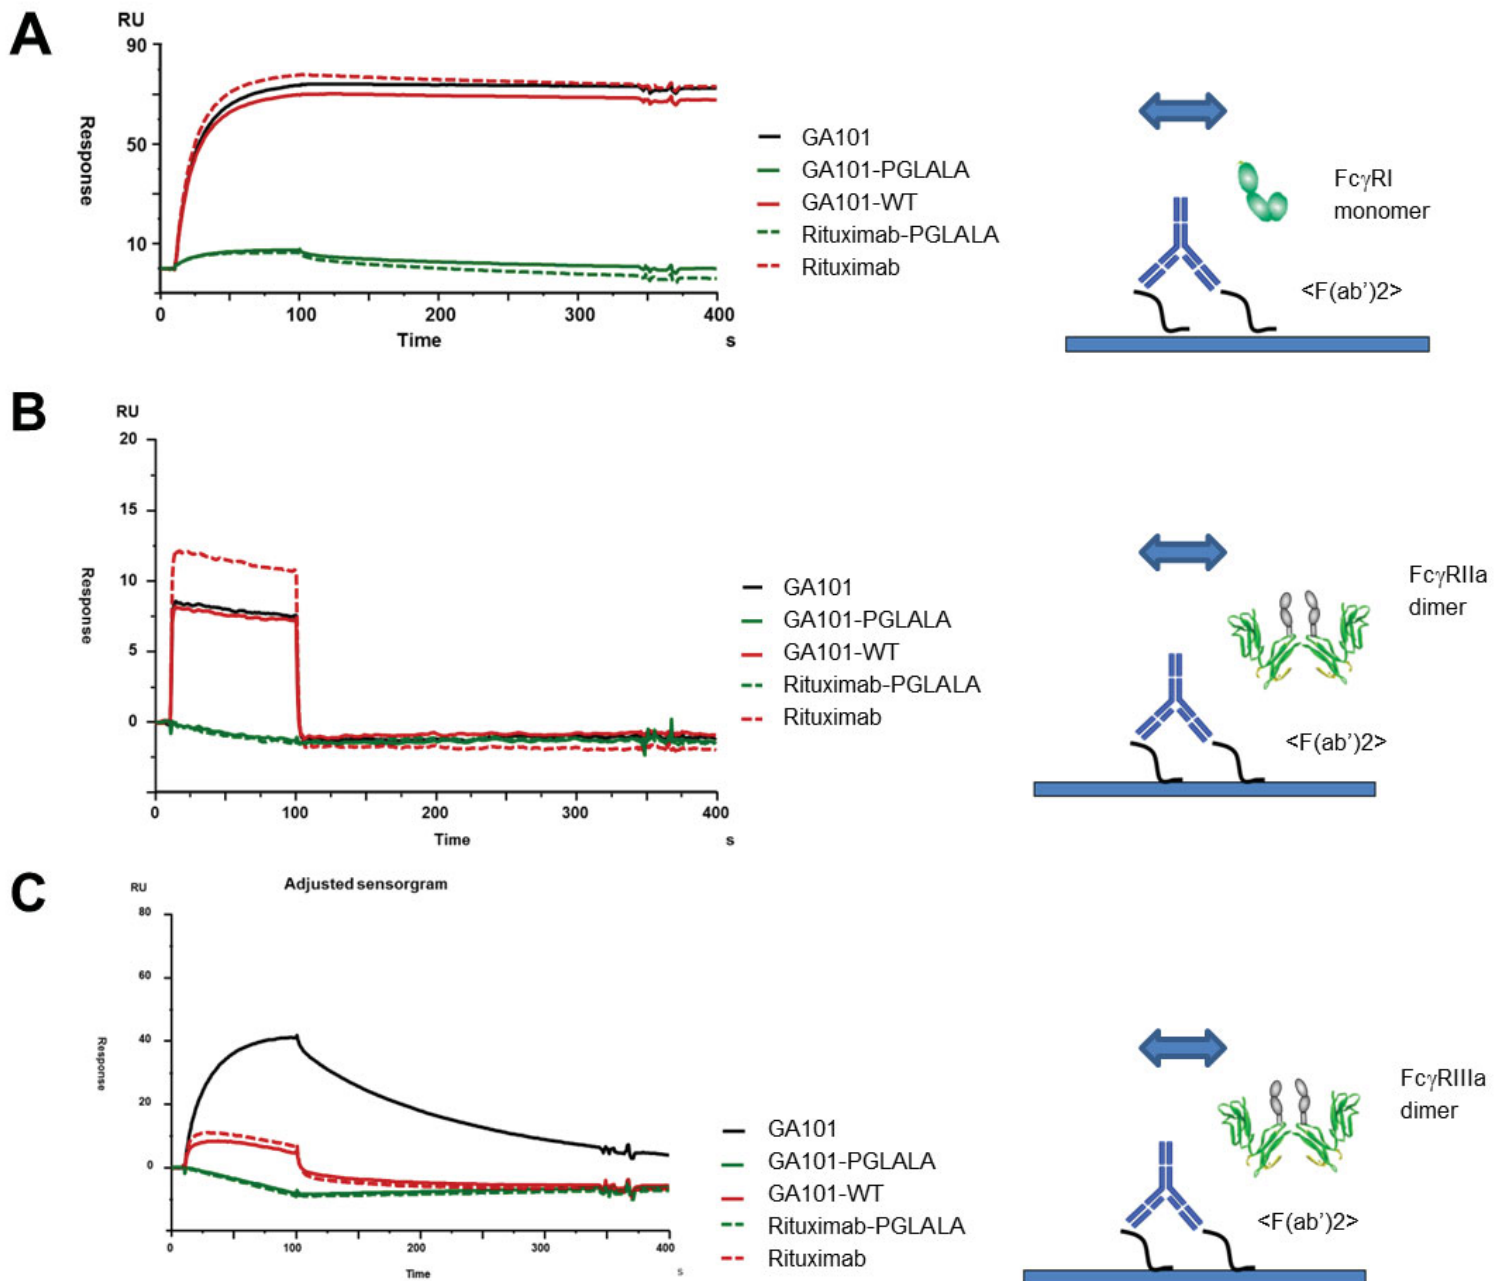 A
RU
90
50
10
Response
0
100
200
300
400
Time
s
GA101
GA101-PGLALA
GA101-WT
Rituximab-PGLALA
Rituximab
FcγRI
monomer
<F(ab’)2>
B
RU
20
15
10
5
0
Response
0
100
200
300
400
Time
s
GA101
GA101-PGLALA
GA101-WT
Rituximab-PGLALA
Rituximab
FcγRIIa
dimer
<F(ab’)2>
C
Adjusted sensorgram
RU
80
60
40
20
0
Response
0
100
200
300
400
Time
s
GA101
GA101-PGLALA
GA101-WT
Rituximab-PGLALA
Rituximab
FcγRIIIa
dimer
<F(ab’)2>